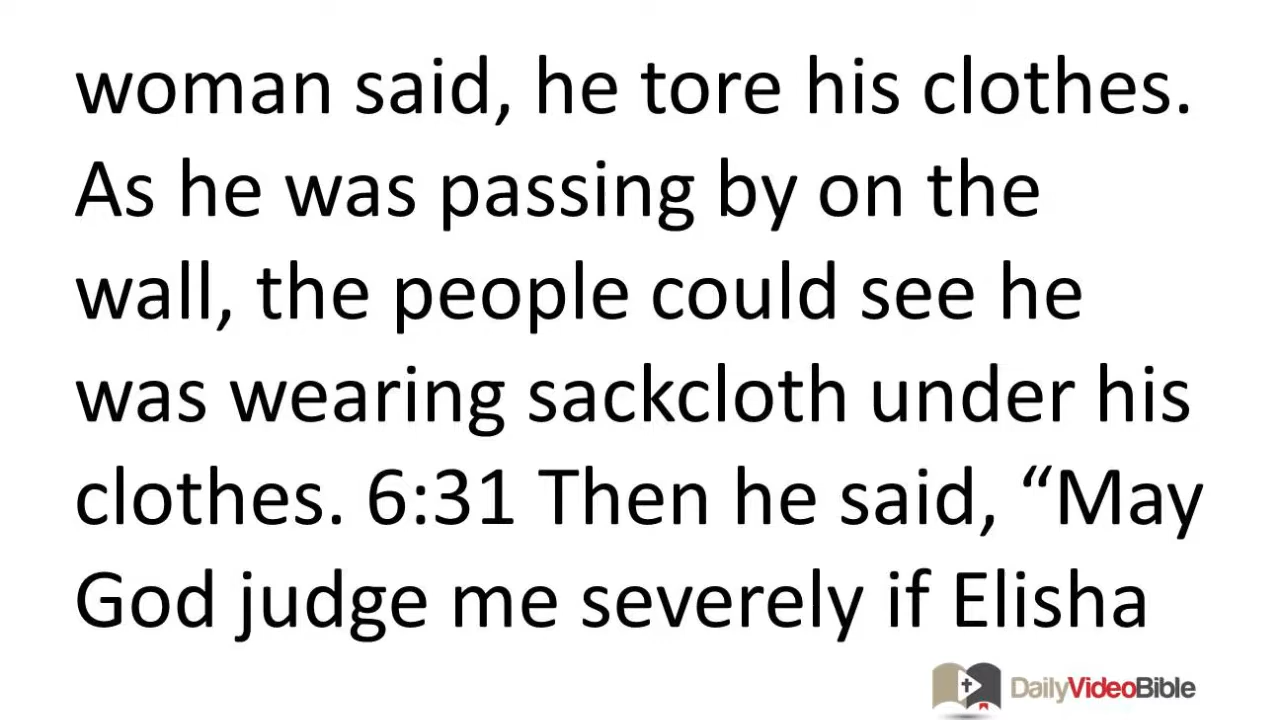 woman said, he tore his clothes.
As he was passing by on the
wall, the people could see he
was wearing sackcloth under his
clothes. 6:31 Then he said, “May
God judge me severely if Elisha
DailyVideoBible